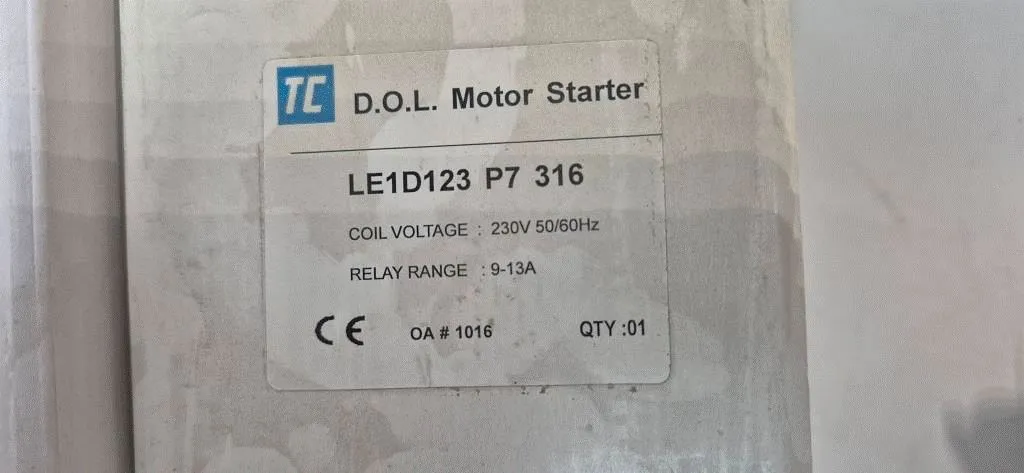 TC
D.O.L. Motor Starter
LE1D123 P7 316
COIL VOLTAGE : 230V 50/60Hz
RELAY RANGE : 9-13A
CE OA # 1016 QTY :01